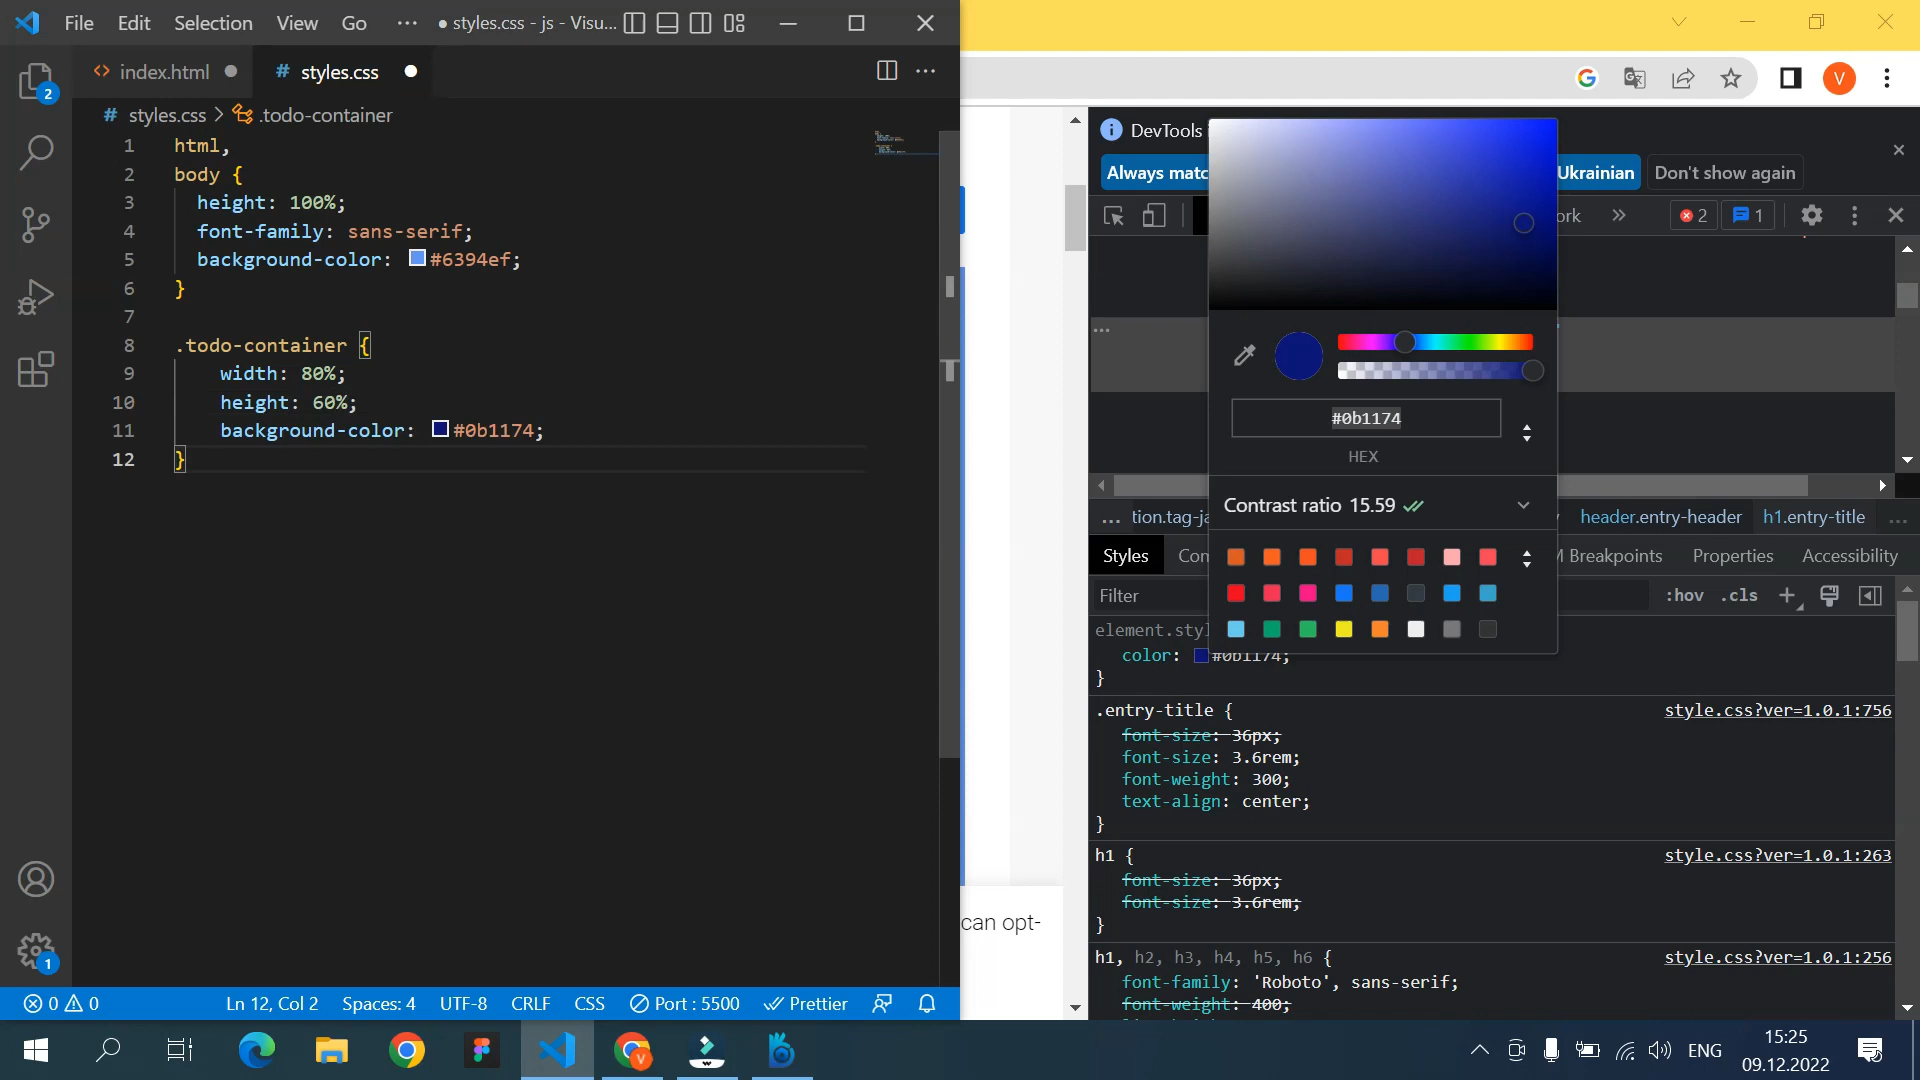 File Edit Selection View Go ··· ● styles.css - js - Visu...
<> index.html ● # styles.css ●
# styles.css > .todo-container
1 html,
2 body {
3 height: 100%;
4 font-family: sans-serif;
5 background-color: #6394ef;
6 }
7
8 .todo-container {
9 width: 80%;
10 height: 60%;
11 background-color: #0b1174;
12 }
2
1
0 0 Ln 12, Col 2 Spaces: 4 UTF-8 CRLF CSS Port : 5500 Prettier
V
DevTools
Always matc Ukrainian Don't show again
ork » 2 1
#0b1174
HEX
Contrast ratio 15.59
... tion.tag-ja header.entry-header h1.entry-title ...
Styles Com M Breakpoints Properties Accessibility
Filter :hov .cls
element.styl
color: #0b1174;
}
.entry-title { style.css?ver=1.0.1:756
font-size: 36px;
font-size: 3.6rem;
font-weight: 300;
text-align: center;
}
h1 { style.css?ver=1.0.1:263
font-size: 36px;
font-size: 3.6rem;
}
h1, h2, h3, h4, h5, h6 { style.css?ver=1.0.1:256
font-family: 'Roboto', sans-serif;
font-weight: 400;
can opt-
V
ENG
15:25
09.12.2022